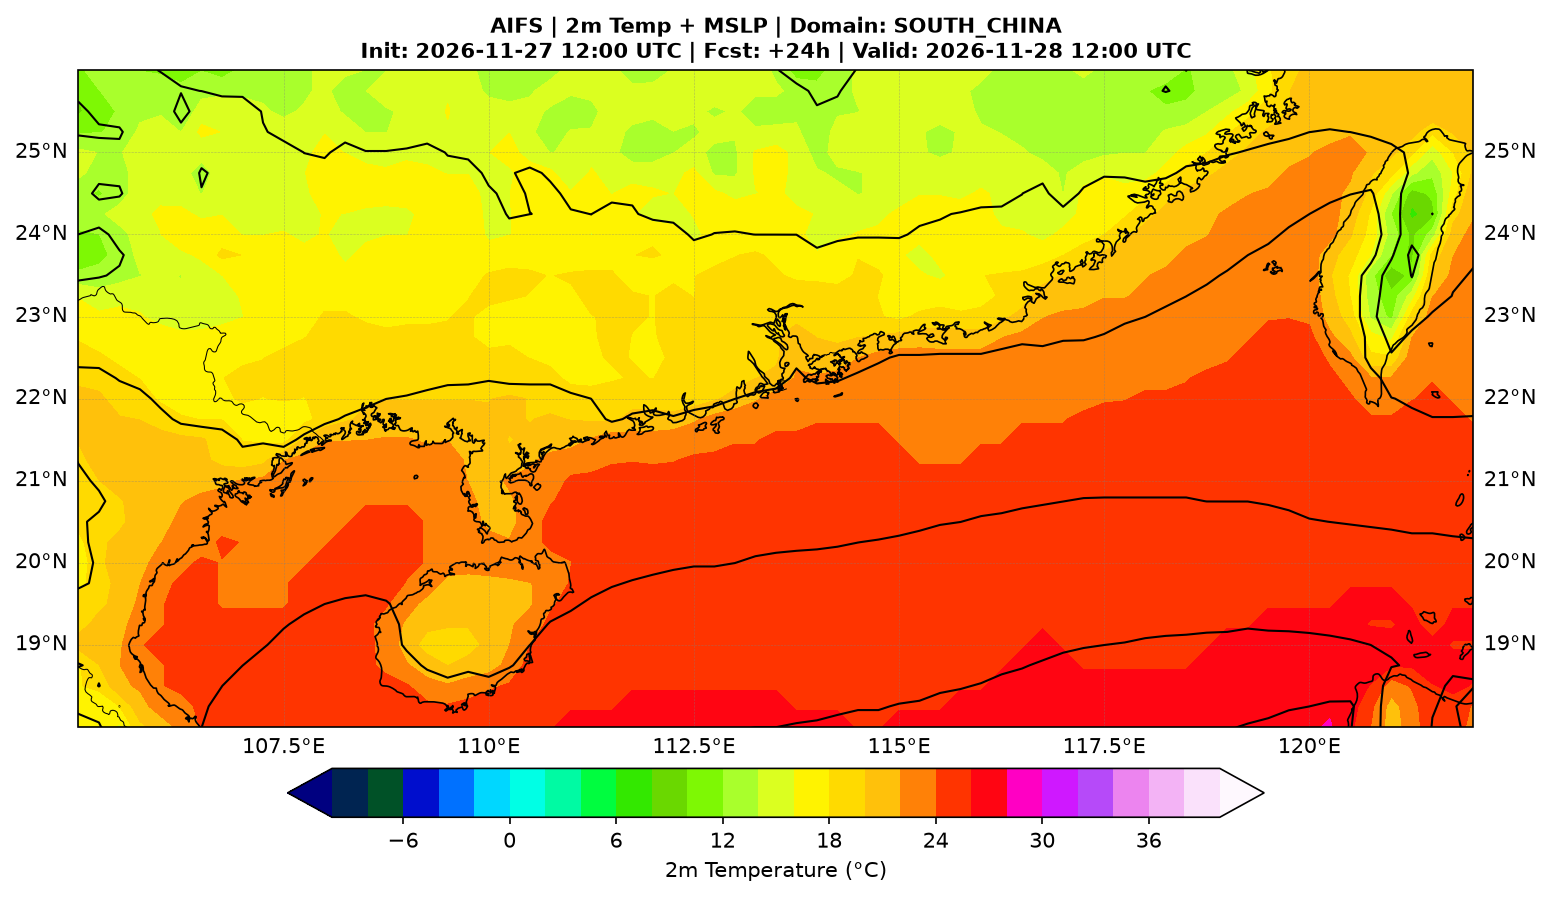 AIFS | 2m Temp + MSLP | Domain: SOUTH_CHINA
Init: 2026-11-27 12:00 UTC | Fcst: +24h | Valid: 2026-11-28 12:00 UTC
25°N 25°N
24°N 24°N
23°N 23°N
22°N 22°N
21°N 21°N
20°N 20°N
19°N 19°N
107.5°E 110°E 112.5°E 115°E 117.5°E 120°E
−6 0 6 12 18 24 30 36
2m Temperature (°C)